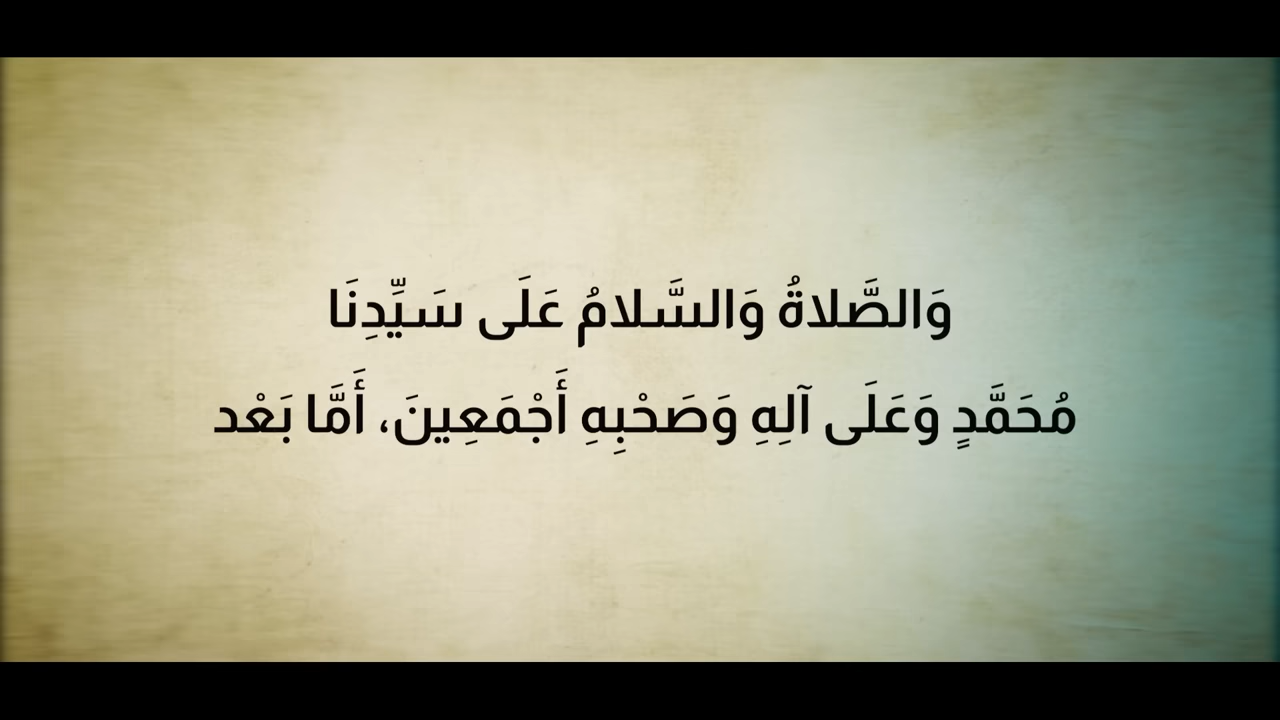 وَالصَّلاةُ وَالسَّلامُ عَلَى سَيِّدِنَا
مُحَمَّدٍ وَعَلَى آلِهِ وَصَحْبِهِ أَجْمَعِينَ، أَمَّا بَعْد